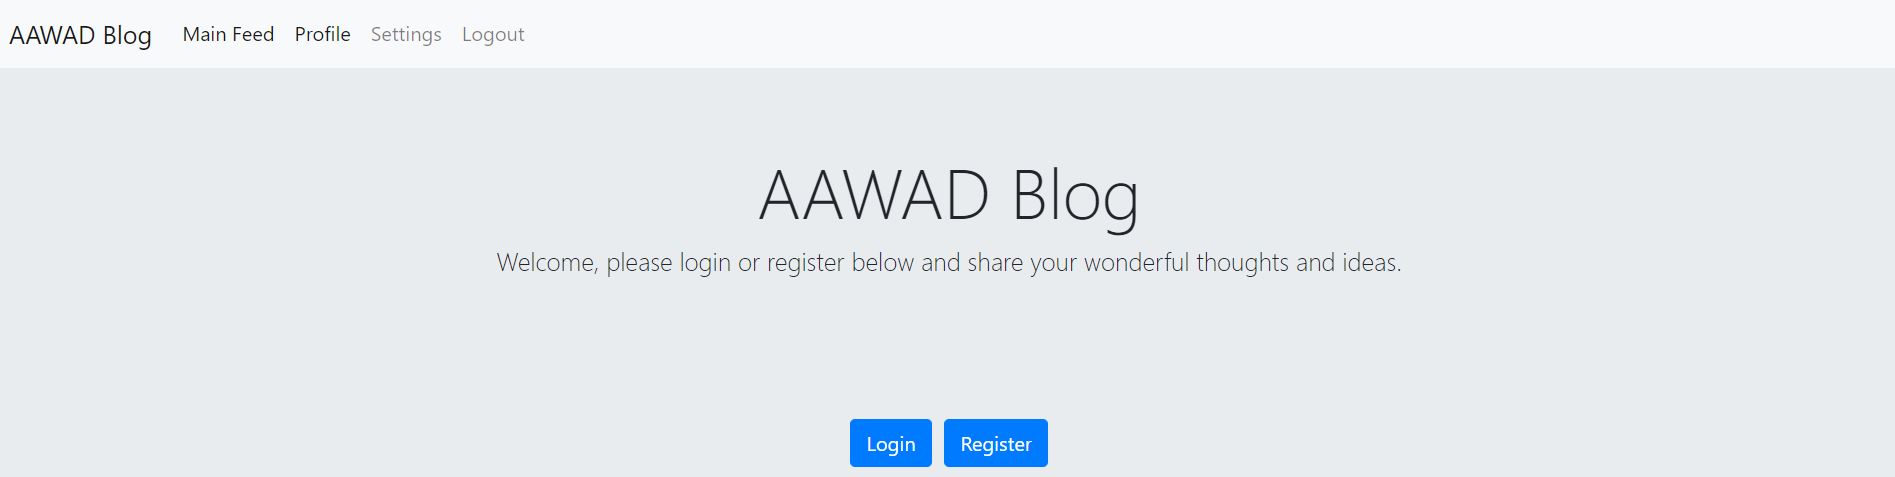 AAWAD Blog Main Feed Profile Settings Logout
AAWAD Blog
Welcome, please login or register below and share your wonderful thoughts and ideas.
Login Register